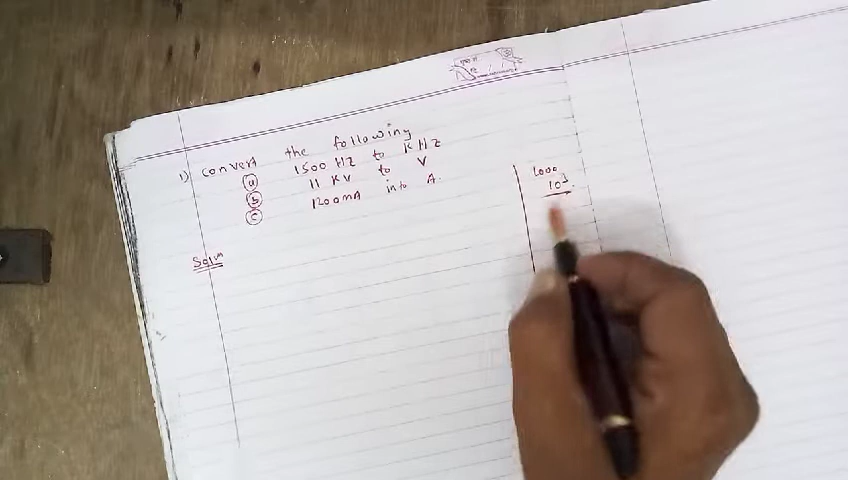 1) Convert the following
(a) 1500 HZ to KHZ
(b) 11 KV to V
(c) 1200mA into A.
Soln
1000
10³